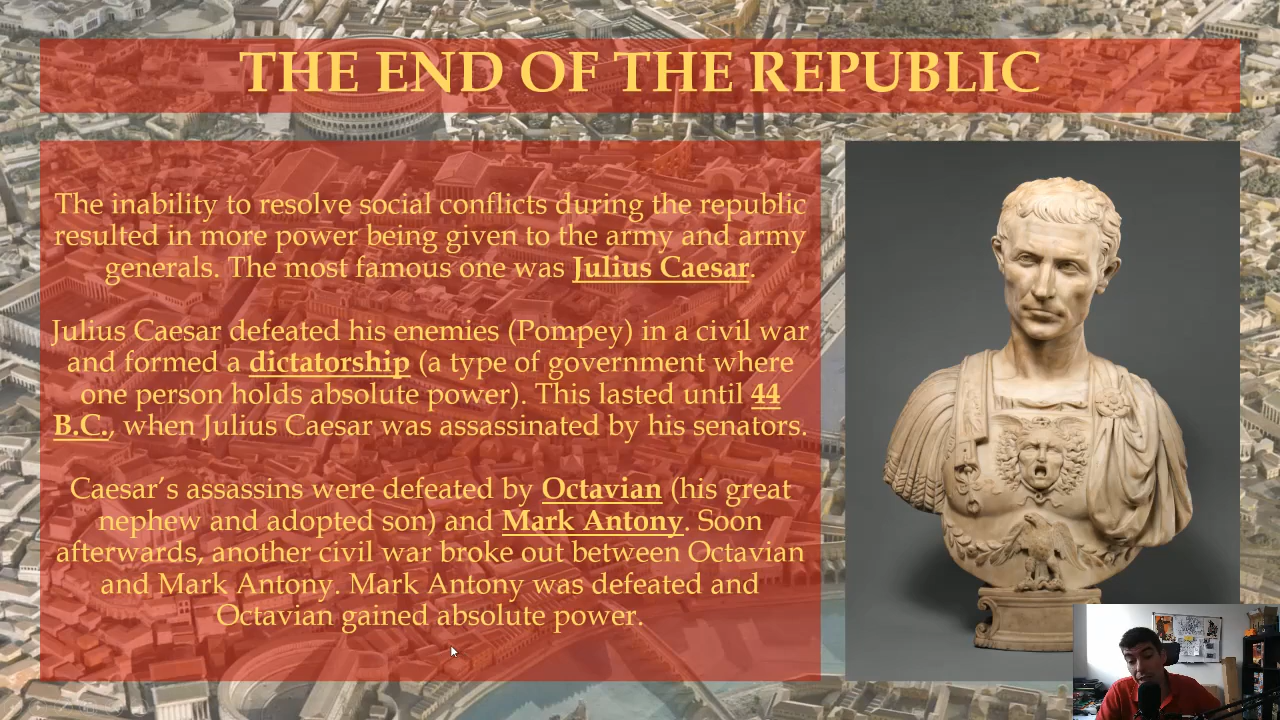 THE END OF THE REPUBLIC
The inability to resolve social conflicts during the republic
resulted in more power being given to the army and army
generals. The most famous one was Julius Caesar.
Julius Caesar defeated his enemies (Pompey) in a civil war
and formed a dictatorship (a type of government where
one person holds absolute power). This lasted until 44
B.C., when Julius Caesar was assassinated by his senators.
Caesar’s assassins were defeated by Octavian (his great
nephew and adopted son) and Mark Antony. Soon
afterwards, another civil war broke out between Octavian
and Mark Antony. Mark Antony was defeated and
Octavian gained absolute power.